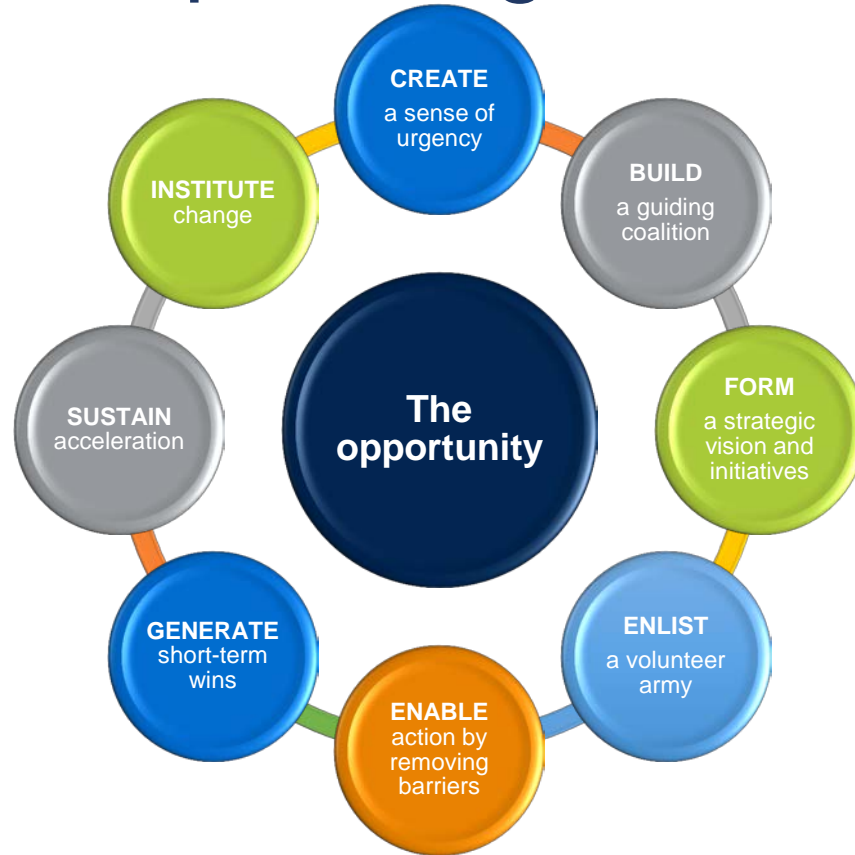 CREATE
a sense of
urgency
BUILD
a guiding
coalition
FORM
a strategic
vision and
initiatives
ENLIST
a volunteer
army
ENABLE
action by
removing
barriers
GENERATE
short-term
wins
SUSTAIN
acceleration
INSTITUTE
change
The
opportunity